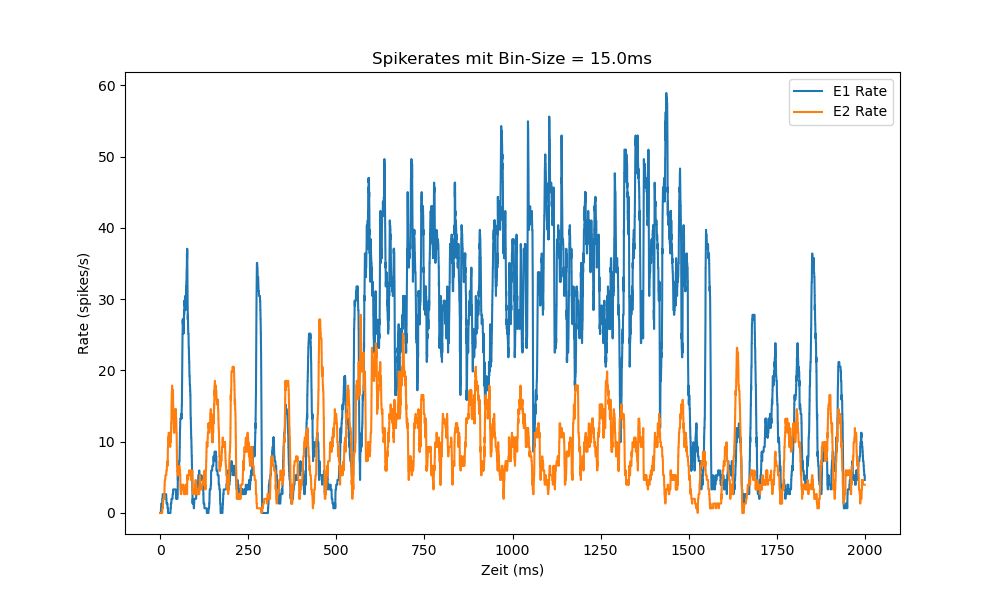 Spikerates mit Bin-Size = 15.0ms
E1 Rate
E2 Rate
60
50
40
30
20
10
0
Rate (spikes/s)
0 250 500 750 1000 1250 1500 1750 2000
Zeit (ms)